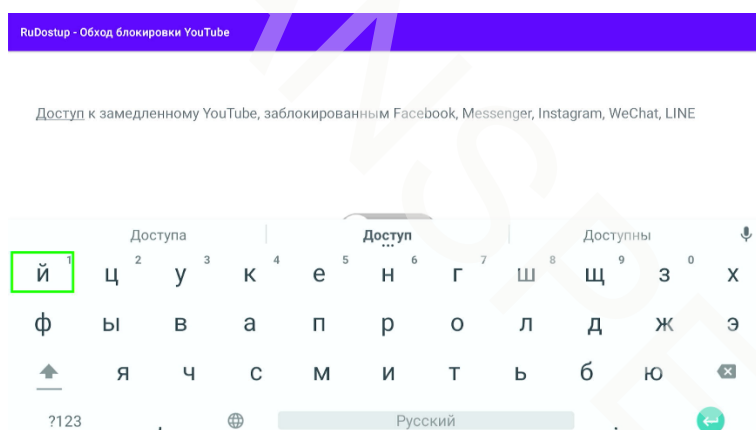 RuDostup - Обход блокировки YouTube
Доступ к замедленному YouTube, заблокированным Facebook, Messenger, Instagram, WeChat, LINE
Доступа Доступ Доступны
й 1 ц 2 у 3 к 4 е 5 н 6 г 7 ш 8 щ 9 з 0 х
ф ы в а п р о л д ж э
я ч с м и т ь б ю
?123 , Русский .